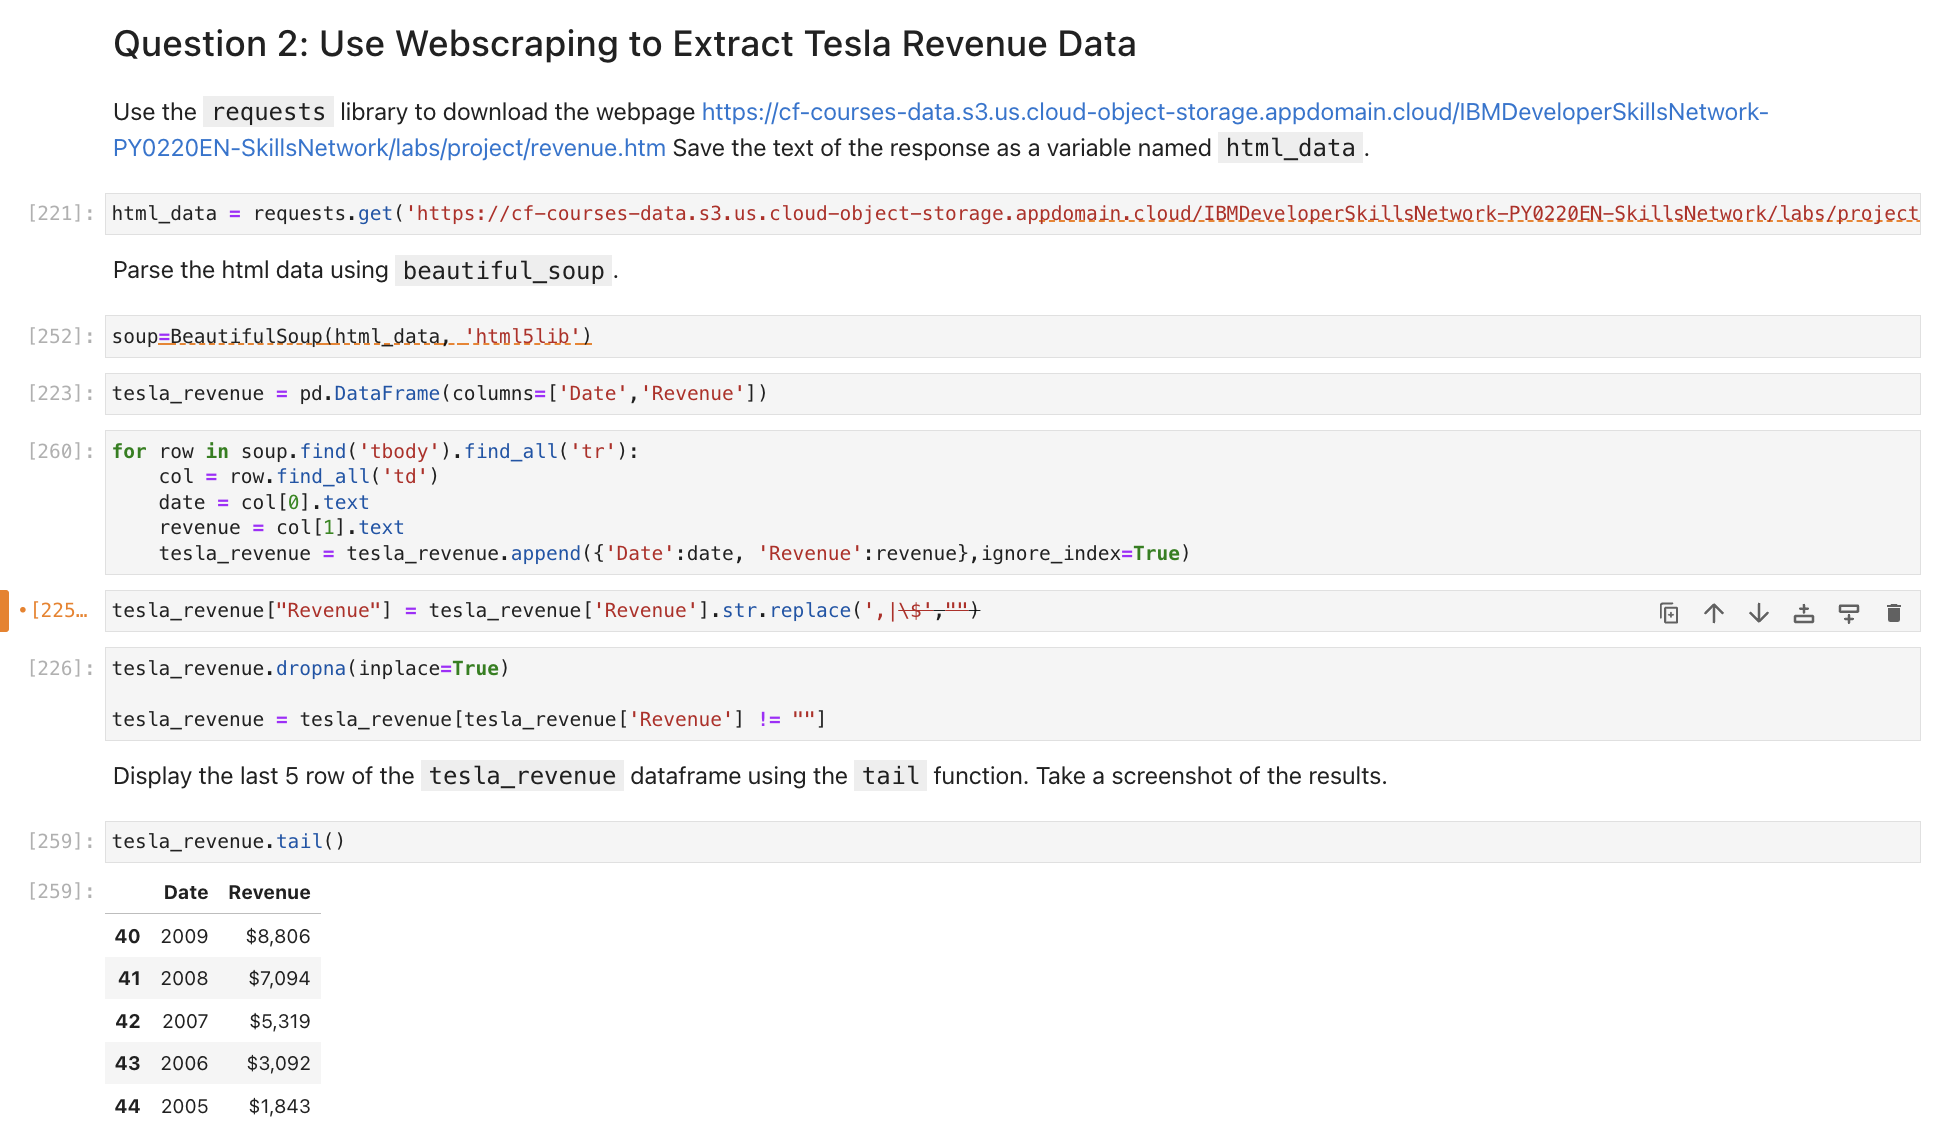 Question 2: Use Webscraping to Extract Tesla Revenue Data
Use the requests library to download the webpage https://cf-courses-data.s3.us.cloud-object-storage.appdomain.cloud/IBMDeveloperSkillsNetwork-
PY0220EN-SkillsNetwork/labs/project/revenue.htm Save the text of the response as a variable named html_data.
[221]: html_data = requests.get('https://cf-courses-data.s3.us.cloud-object-storage.appdomain.cloud/IBMDeveloperSkillsNetwork-PY0220EN-SkillsNetwork/labs/project
Parse the html data using beautiful_soup.
[252]: soup=BeautifulSoup(html_data, 'html5lib')
[223]: tesla_revenue = pd.DataFrame(columns=['Date','Revenue'])
[260]: for row in soup.find('tbody').find_all('tr'):
    col = row.find_all('td')
    date = col[0].text
    revenue = col[1].text
    tesla_revenue = tesla_revenue.append({'Date':date, 'Revenue':revenue},ignore_index=True)
•[225… tesla_revenue["Revenue"] = tesla_revenue['Revenue'].str.replace(',|\$',"")
[226]: tesla_revenue.dropna(inplace=True)
tesla_revenue = tesla_revenue[tesla_revenue['Revenue'] != ""]
Display the last 5 row of the tesla_revenue dataframe using the tail function. Take a screenshot of the results.
[259]: tesla_revenue.tail()
[259]: Date Revenue
40 2009 $8,806
41 2008 $7,094
42 2007 $5,319
43 2006 $3,092
44 2005 $1,843